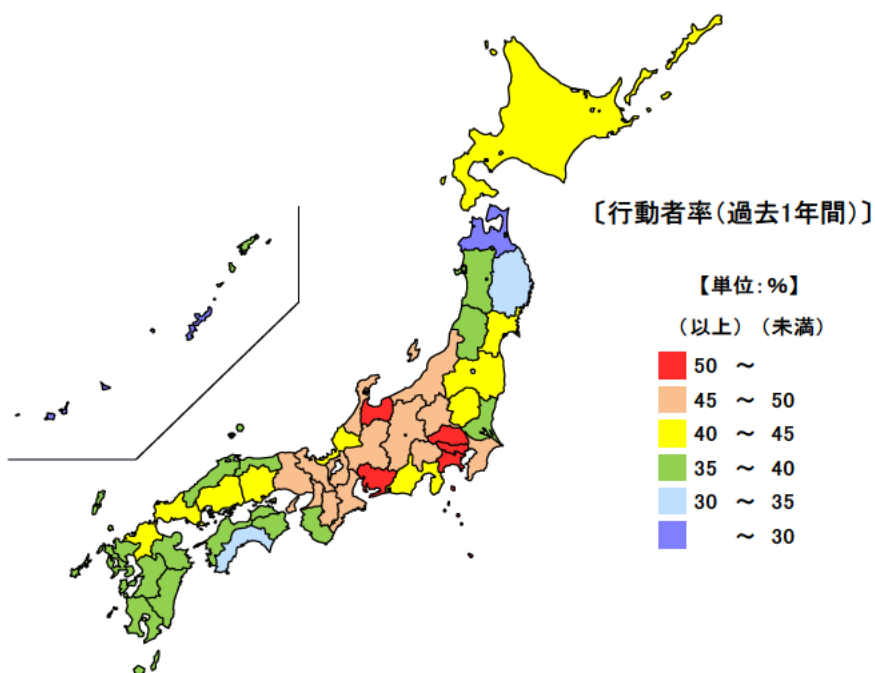 〔行動者率(過去1年間)〕
【単位:%】
(以上) (未満)
50 ～
45 ～ 50
40 ～ 45
35 ～ 40
30 ～ 35
～ 30